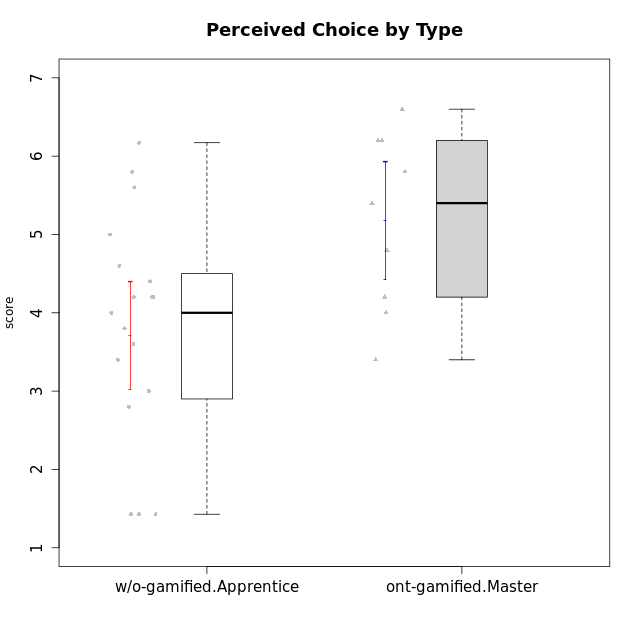 Perceived Choice by Type
score
7
6
5
4
3
2
1
w/o-gamified.Apprentice
ont-gamified.Master